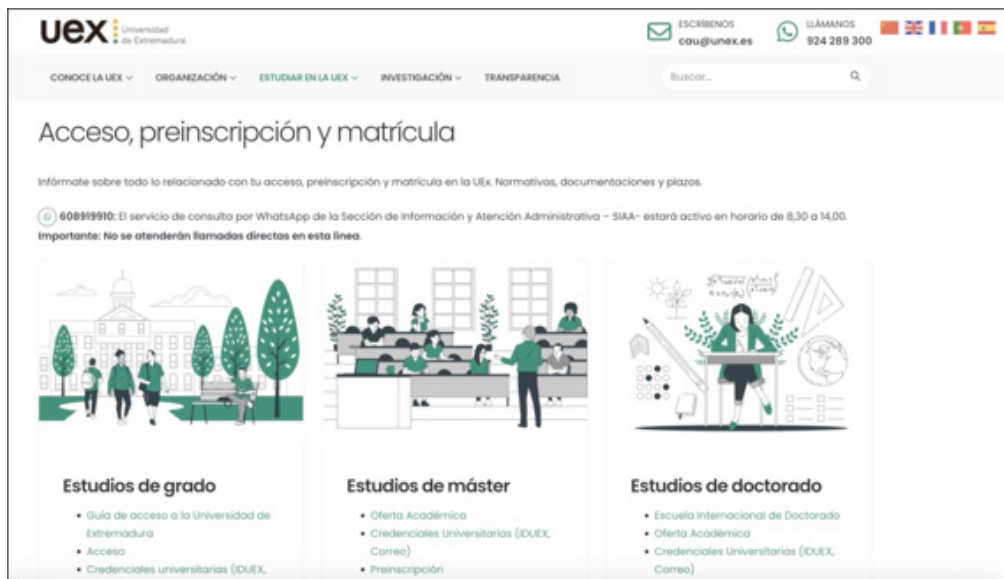 uex
Universidad
de Extremadura
ESCRÍBENOS
cau@unex.es
LLÁMANOS
924 289 300
CONOCE LA UEX
ORGANIZACIÓN
ESTUDIAR EN LA UEX
INVESTIGACIÓN
TRANSPARENCIA
Buscar...
Acceso, preinscripción y matrícula
Infórmate sobre todo lo relacionado con tu acceso, preinscripción y matrícula en la UEx. Normativas, documentaciones y plazos.
608919910: El servicio de consulta por WhatsApp de la Sección de Información y Atención Administrativa – SIAA- estará activo en horario de 8,30 a 14,00.
Importante: No se atenderán llamadas directas en esta línea.
Estudios de grado
• Guía de acceso a la Universidad de
Extremadura
• Acceso
• Credenciales universitarias (IDUEX,
Estudios de máster
• Oferta Académica
• Credenciales Universitarias (IDUEX,
Correo)
• Preinscripción
Estudios de doctorado
• Escuela Internacional de Doctorado
• Oferta Académica
• Credenciales Universitarias (IDUEX,
Correo)